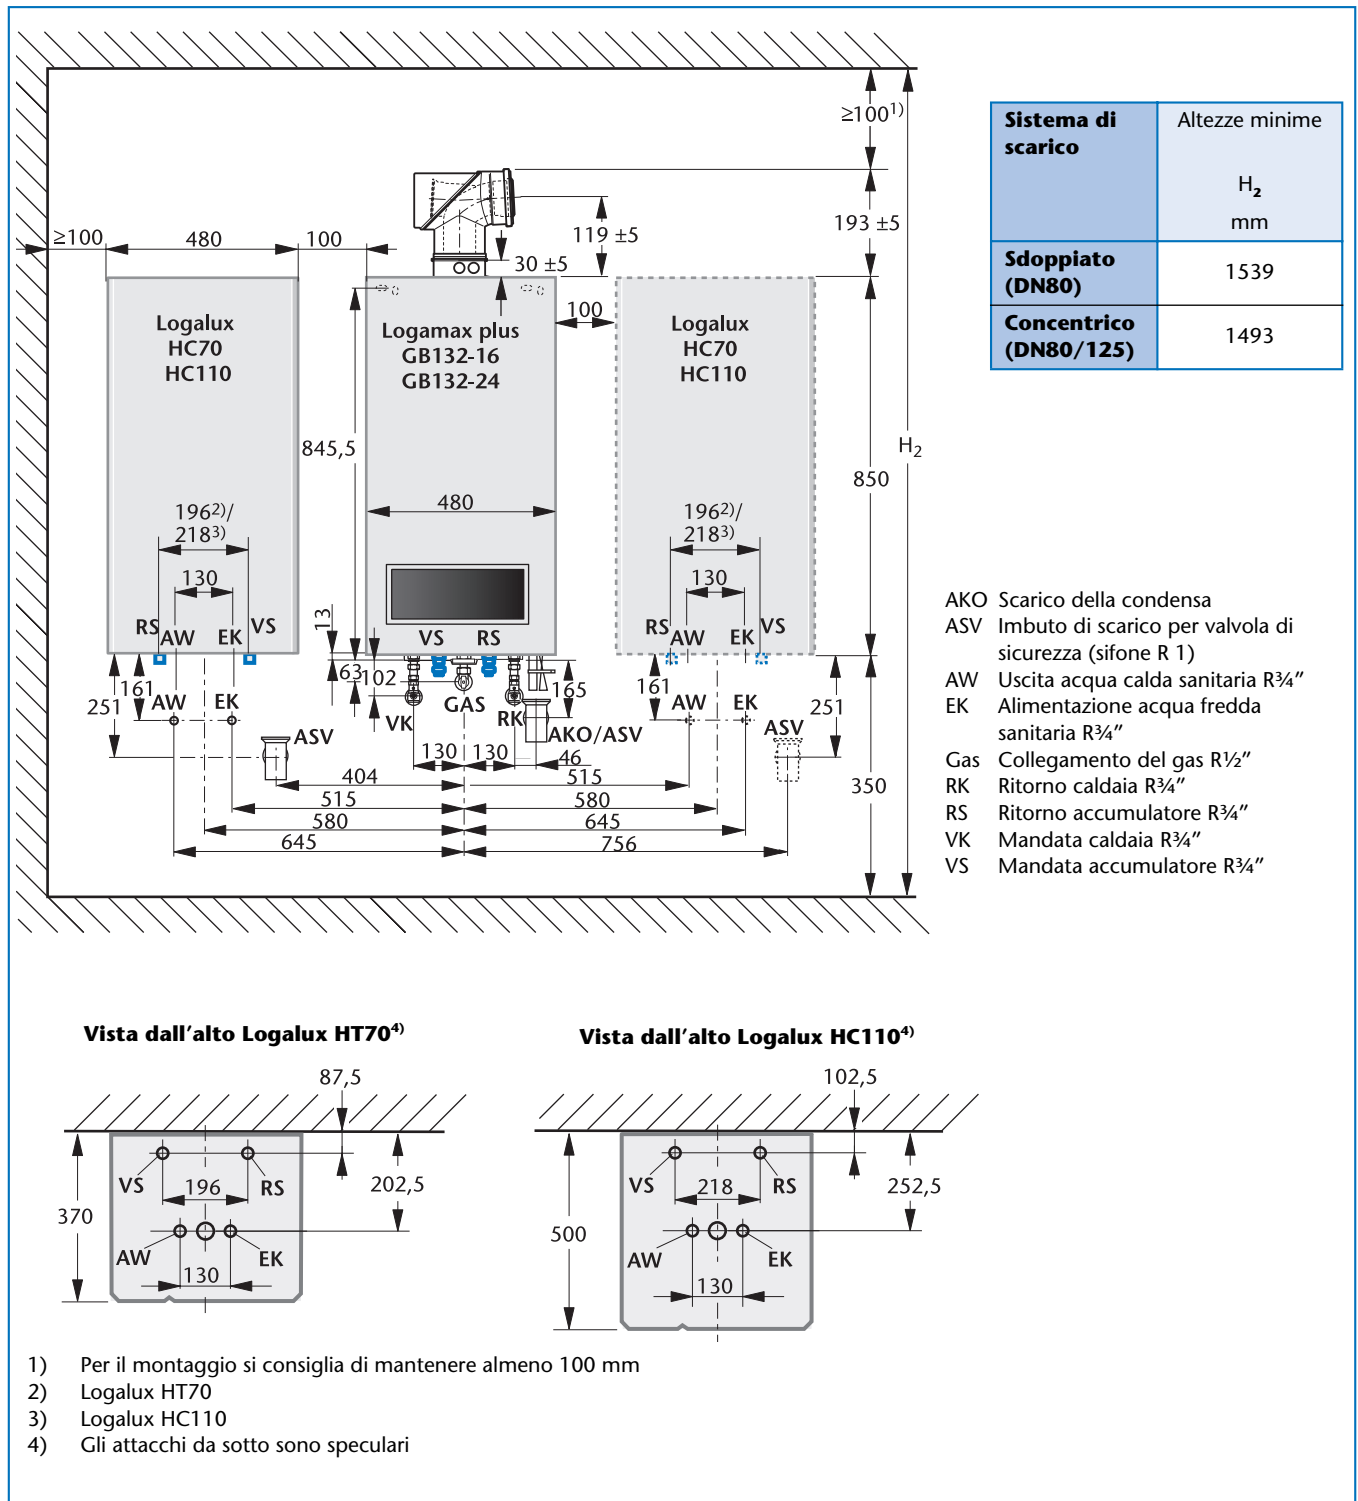 ≥100¹⁾
193 ±5
119 ±5
30 ±5
≥100
480
100
100
Logalux
HC70
HC110
Logamax plus
GB132-16
GB132-24
Logalux
HC70
HC110
845,5
H₂
850
480
196²⁾/
218³⁾
130
196²⁾/
218³⁾
130
13
RS
AW
EK
VS
VS
RS
RS
AW
EK
VS
63
102
161
251
165
161
251
AW
EK
VK
GAS
RK
AKO/ASV
AW
EK
ASV
ASV
130
130
46
404
515
515
580
580
645
645
756
350
Sistema di
scarico
Altezze minime
H₂
mm
Sdoppiato
(DN80)
1539
Concentrico
(DN80/125)
1493
AKO Scarico della condensa
ASV Imbuto di scarico per valvola di
sicurezza (sifone R 1)
AW Uscita acqua calda sanitaria R¾″
EK Alimentazione acqua fredda
sanitaria R¾″
Gas Collegamento del gas R½″
RK Ritorno caldaia R¾″
RS Ritorno accumulatore R¾″
VK Mandata caldaia R¾″
VS Mandata accumulatore R¾″
Vista dall’alto Logalux HT70⁴⁾
87,5
VS
196
RS
202,5
370
AW
EK
130
Vista dall’alto Logalux HC110⁴⁾
102,5
VS
218
RS
252,5
500
AW
EK
130
1) Per il montaggio si consiglia di mantenere almeno 100 mm
2) Logalux HT70
3) Logalux HC110
4) Gli attacchi da sotto sono speculari